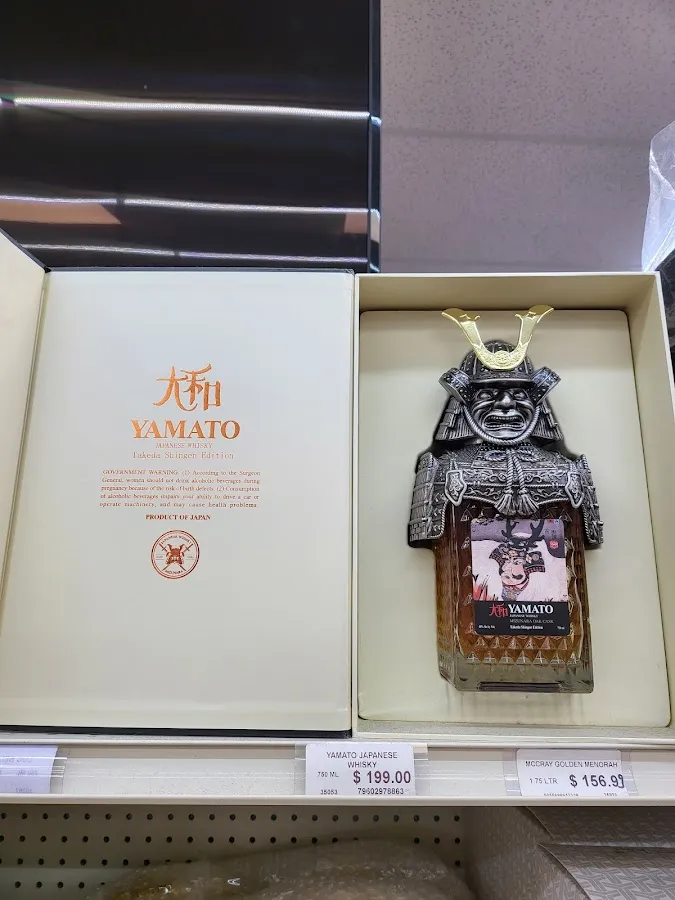 大和
YAMATO
JAPANESE WHISKY
Takeda Shingen Edition
GOVERNMENT WARNING: (1) According to the Surgeon
General, women should not drink alcoholic beverages during
pregnancy because of the risk of birth defects. (2) Consumption
of alcoholic beverages impairs your ability to drive a car or
operate machinery, and may cause health problems.
PRODUCT OF JAPAN
大和 YAMATO
JAPANESE WHISKY
MIZUNARA OAK CASK
Takeda Shingen Edition
YAMATO JAPANESE
WHISKY
750 ML $ 199.00
35053 79602978863
MCCRAY GOLDEN MENORAH
1.75 LTR $ 156.99